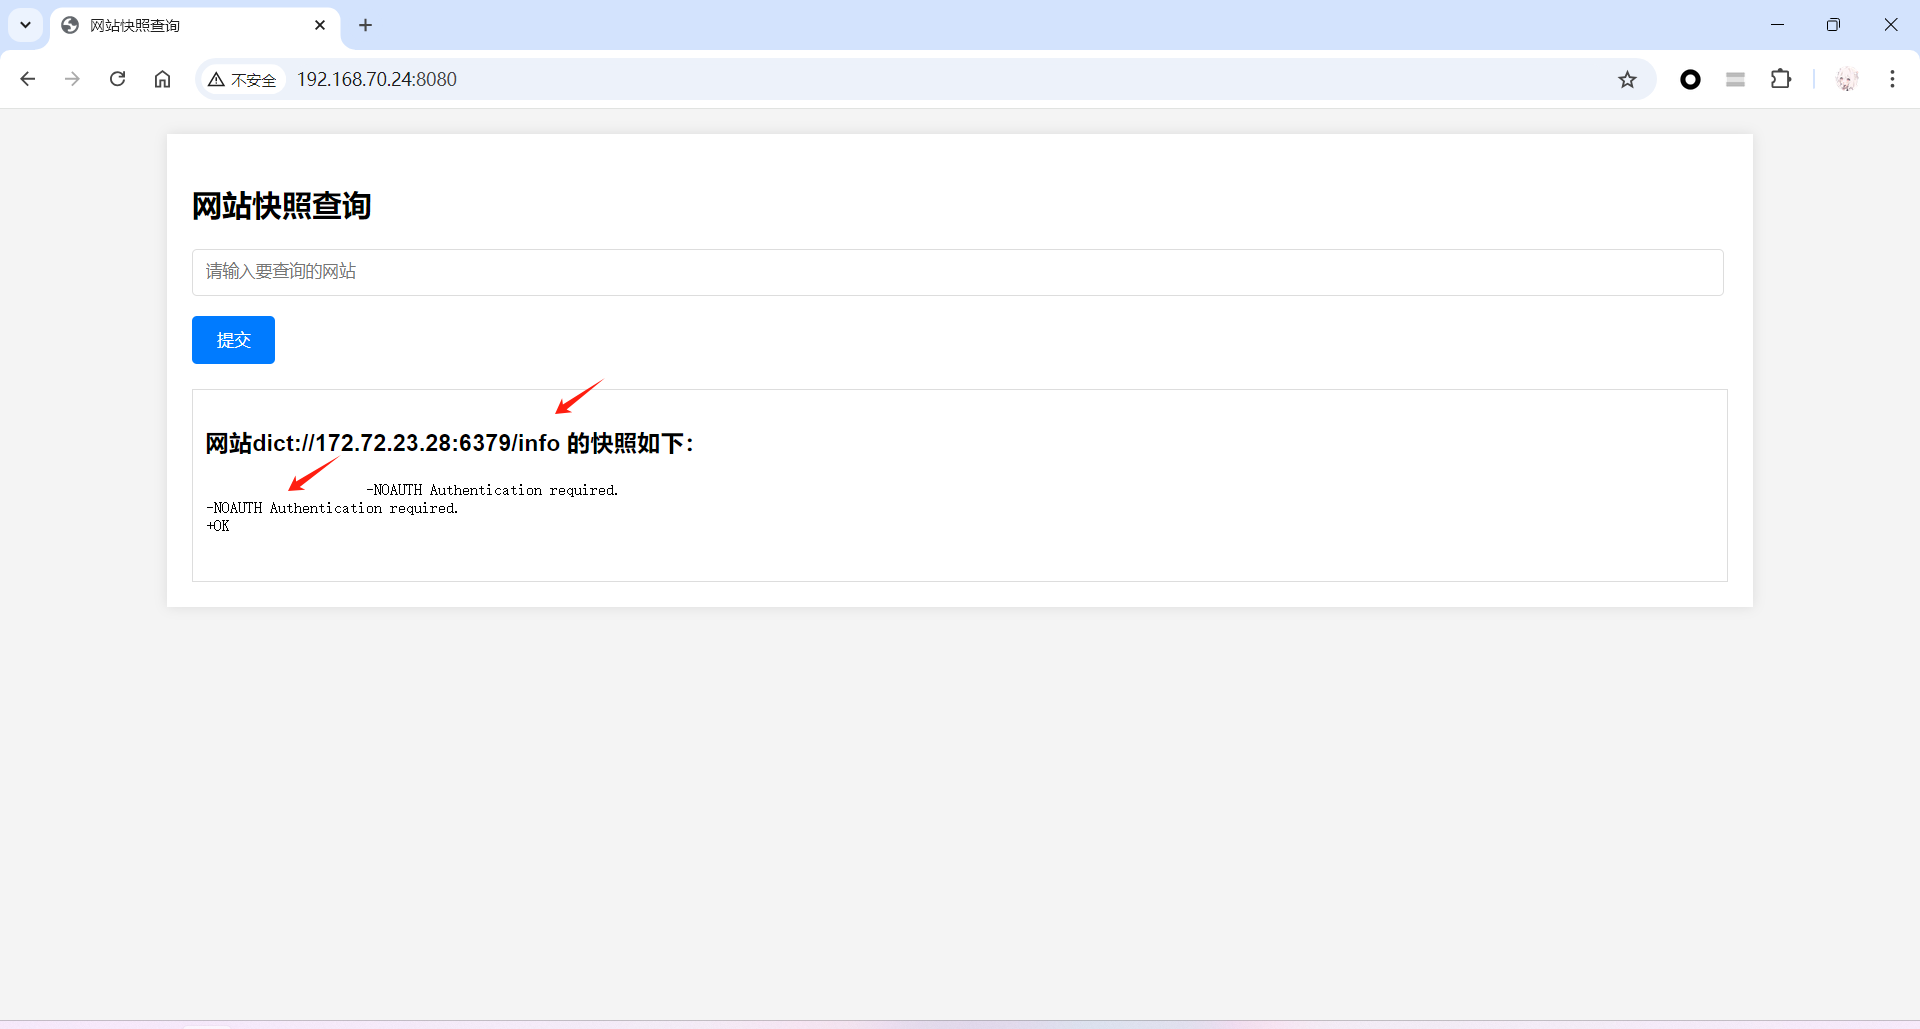 网站快照查询
不安全
192.168.70.24:8080
网站快照查询
请输入要查询的网站
提交
网站dict://172.72.23.28:6379/info 的快照如下：
-NOAUTH Authentication required.
-NOAUTH Authentication required.
+OK